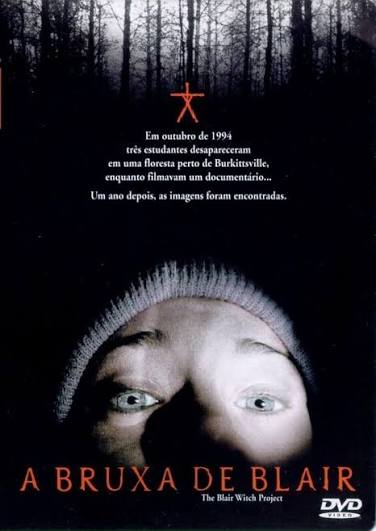 Em outubro de 1994
três estudantes desapareceram
em uma floresta perto de Burkittsville,
enquanto filmavam um documentário...
Um ano depois, as imagens foram encontradas.
A BRUXA DE BLAIR
The Blair Witch Project
DVD
VIDEO